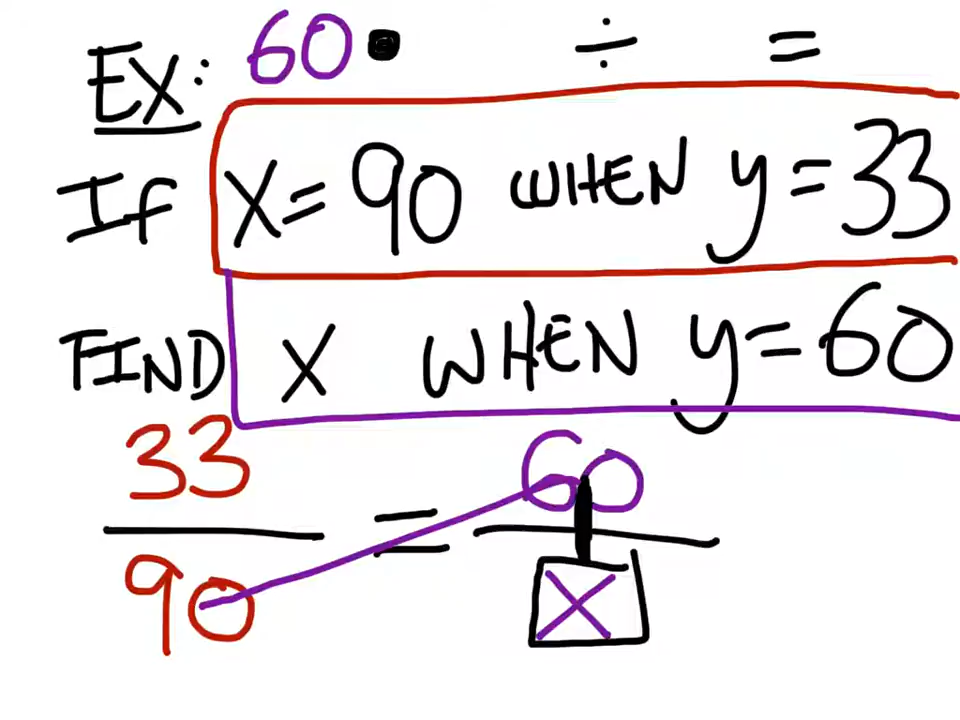 EX: 60• ÷ =
If X=90 WHEN y=33
FIND X WHEN y=60
33/90 = 60/X